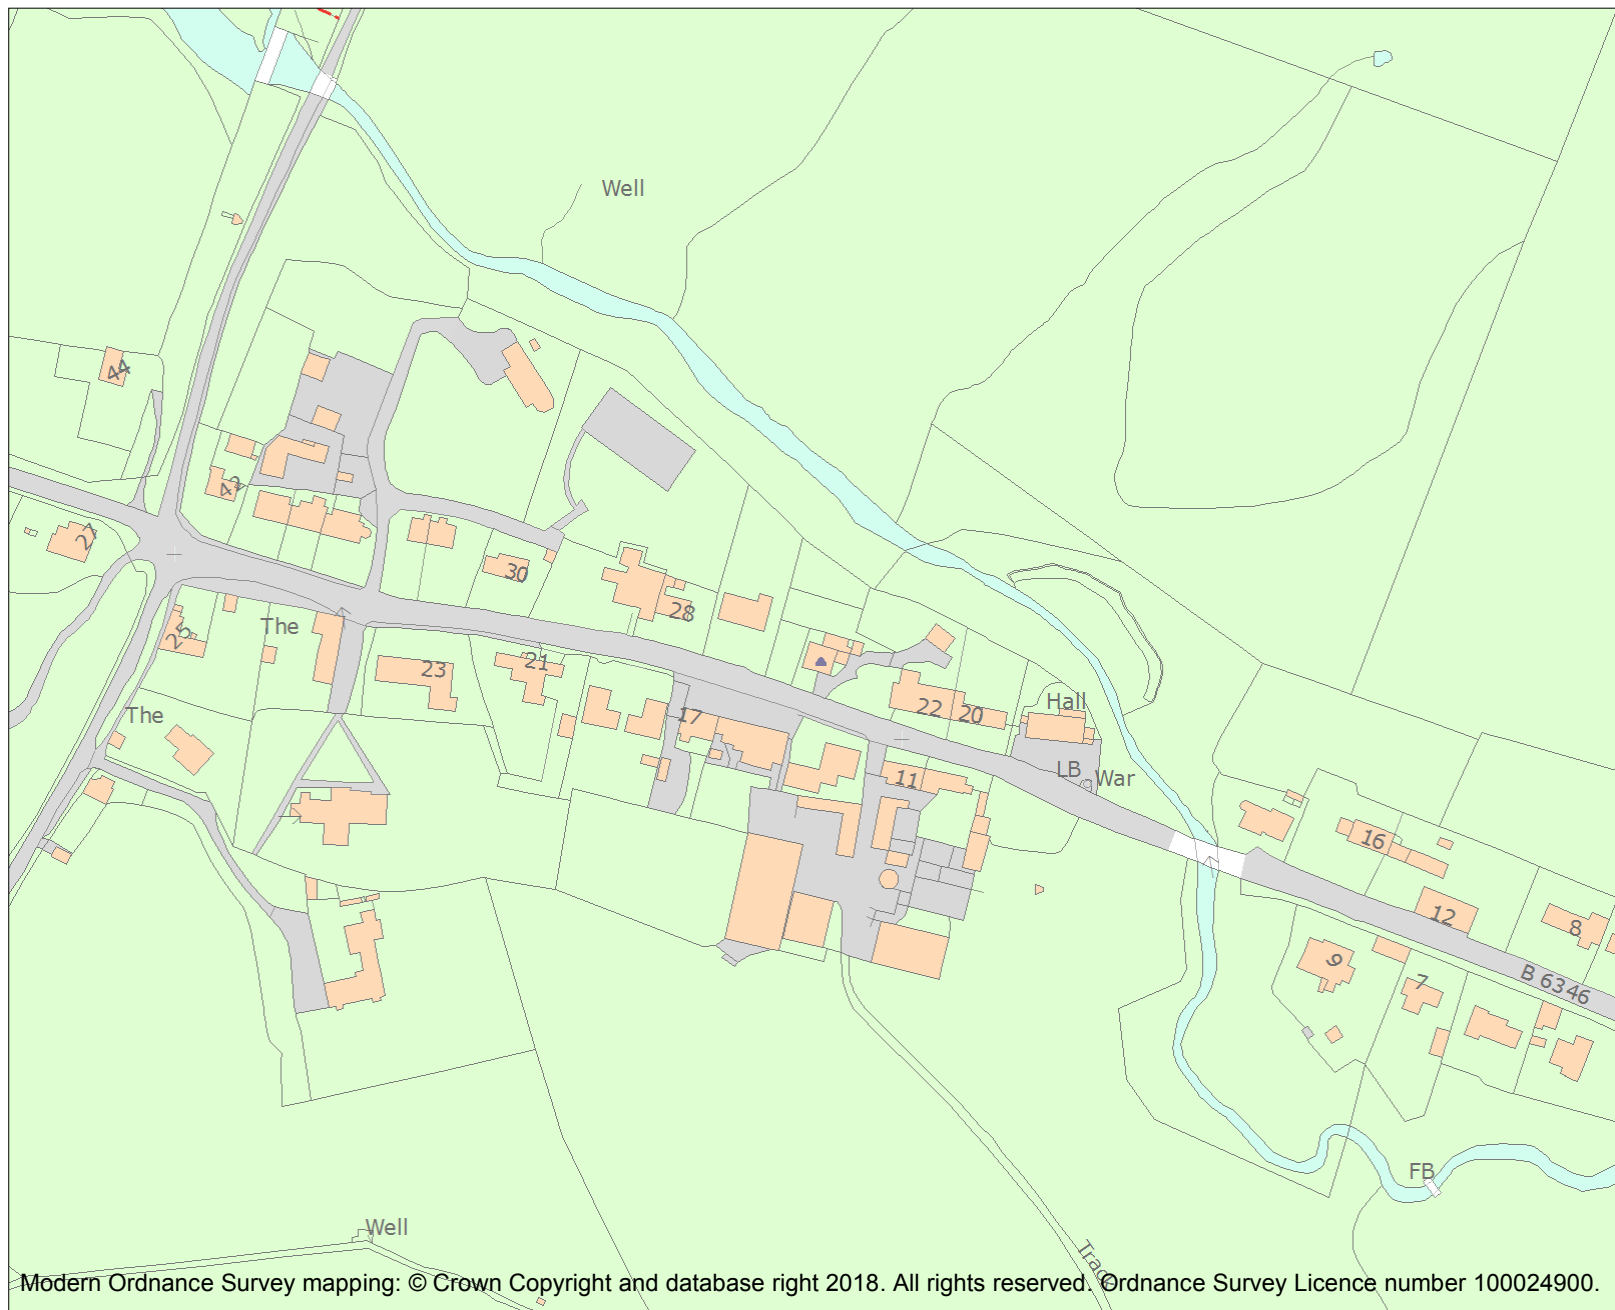 Well
44
42
27
30
28
The
25
23
21
The
17
22 20
Hall
11
LB War
16
12
8
9
7
B 6346
FB
Well
Track
Modern Ordnance Survey mapping: © Crown Copyright and database right 2018. All rights reserved. Ordnance Survey Licence number 100024900.